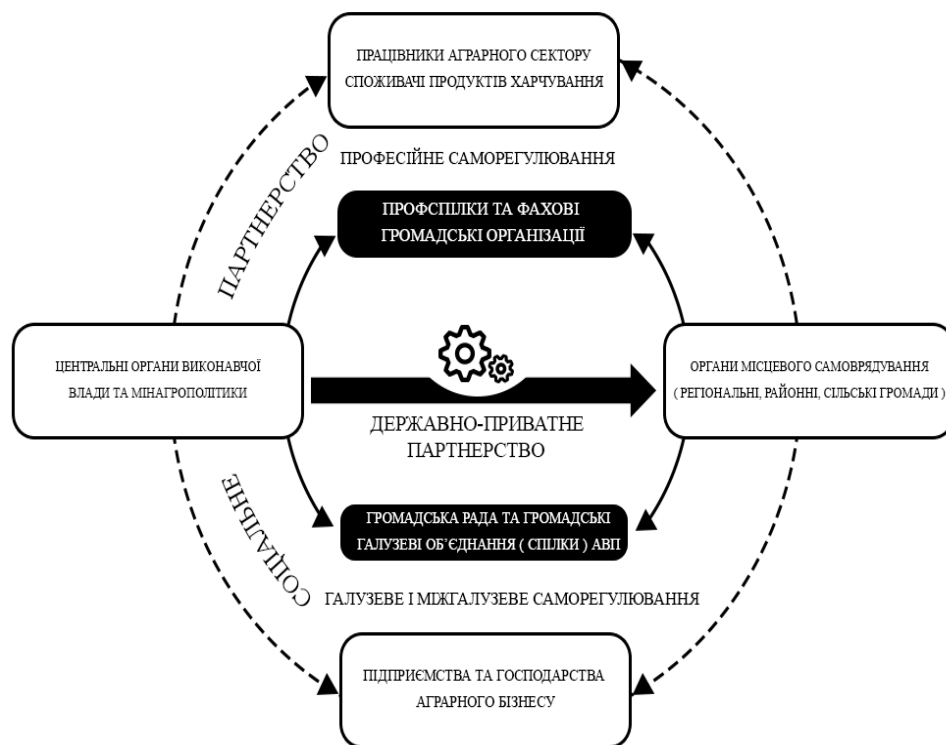 ПРАЦІВНИКИ АГРАРНОГО СЕКТОРУ
СПОЖИВАЧІ ПРОДУКТІВ ХАРЧУВАННЯ
ПАРТНЕРСТВО
ПРОФЕСІЙНЕ САМОРЕГУЛЮВАННЯ
ПРОФСПІЛКИ ТА ФАХОВІ
ГРОМАДСЬКІ ОРГАНІЗАЦІЇ
ЦЕНТРАЛЬНІ ОРГАНИ ВИКОНАВЧОЇ
ВЛАДИ ТА МІНАГРОПОЛІТИКИ
ОРГАНИ МІСЦЕВОГО САМОВРЯДУВАННЯ
( РЕГІОНАЛЬНІ, РАЙОННІ, СІЛЬСЬКІ ГРОМАДИ )
ДЕРЖАВНО-ПРИВАТНЕ
ПАРТНЕРСТВО
СОЦІАЛЬНЕ
ГРОМАДСЬКА РАДА ТА ГРОМАДСЬКІ
ГАЛУЗЕВІ ОБ’ЄДНАННЯ ( СПІЛКИ ) АВП
ГАЛУЗЕВЕ І МІЖГАЛУЗЕВЕ САМОРЕГУЛЮВАННЯ
ПІДПРИЄМСТВА ТА ГОСПОДАРСТВА
АГРАРНОГО БІЗНЕСУ